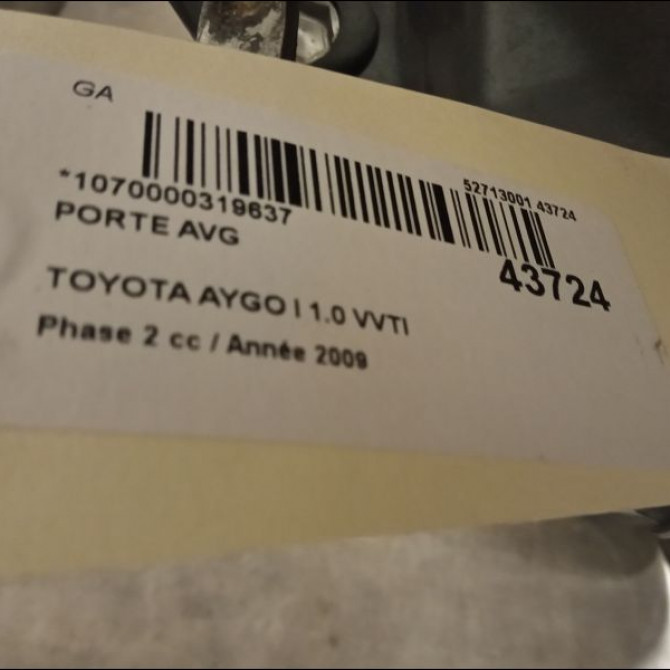 GA
*1070000319637
52713001 43724
PORTE AVG
43724
TOYOTA AYGO I 1.0 VVTI
Phase 2 cc / Année 2009